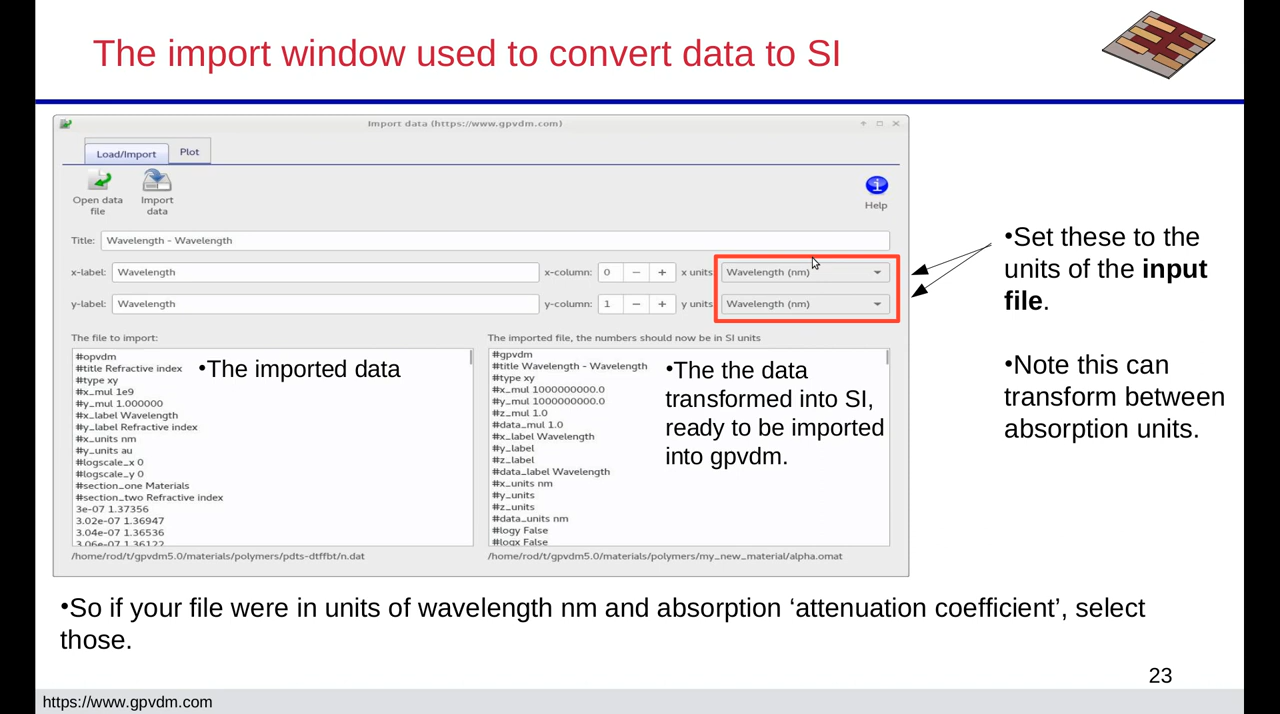 The import window used to convert data to SI
Import data (https://www.gpvdm.com)
Load/Import
Plot
Open data
file
Import
data
Help
Title: Wavelength - Wavelength
x-label: Wavelength x-column: 0 − + x units Wavelength (nm)
y-label: Wavelength y-column: 1 − + y units Wavelength (nm)
The file to import:
#opvdm
#title Refractive index
#type xy
#x_mul 1e9
#y_mul 1.000000
#x_label Wavelength
#y_label Refractive index
#x_units nm
#y_units au
#logscale_x 0
#logscale_y 0
#section_one Materials
#section_two Refractive index
3e-07 1.37356
3.02e-07 1.36947
3.04e-07 1.36536
3.06e-07 1.36122
/home/rod/t/gpvdm5.0/materials/polymers/pdts-dtffbt/n.dat
•The imported data
The imported file, the numbers should now be in SI units
#gpvdm
#title Wavelength - Wavelength
#type xy
#x_mul 1000000000.0
#y_mul 1000000000.0
#z_mul 1.0
#data_mul 1.0
#x_label Wavelength
#y_label
#z_label
#data_label Wavelength
#x_units nm
#y_units
#z_units
#data_units nm
#logy False
#logx False
/home/rod/t/gpvdm5.0/materials/polymers/my_new_material/alpha.omat
•The the data
transformed into SI,
ready to be imported
into gpvdm.
•Set these to the
units of the input
file.
•Note this can
transform between
absorption units.
•So if your file were in units of wavelength nm and absorption ‘attenuation coefficient’, select
those.
23
https://www.gpvdm.com